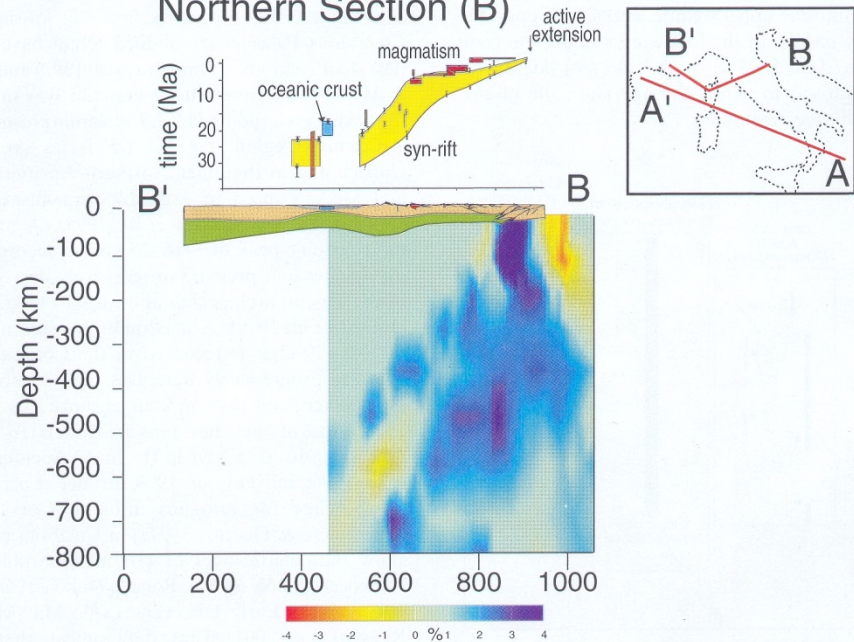 Northern Section (B)
active
extension
magmatism
oceanic crust
syn-rift
time (Ma)
0
10
20
30
B'
B
A'
A
B'
B
Depth (km)
0
-100
-200
-300
-400
-500
-600
-700
-800
0
200
400
600
800
1000
-4 -3 -2 -1 0 % 1 2 3 4